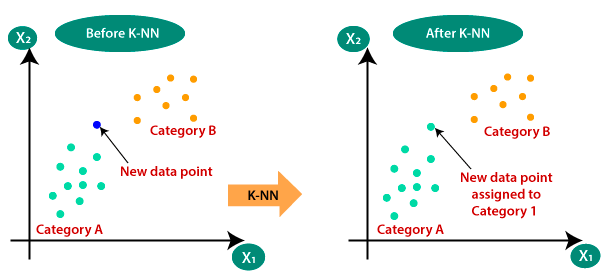 Before K-NN
X₂
Category B
New data point
Category A
X₁
K-NN
After K-NN
X₂
Category B
New data point
assigned to
Category 1
Category A
X₁